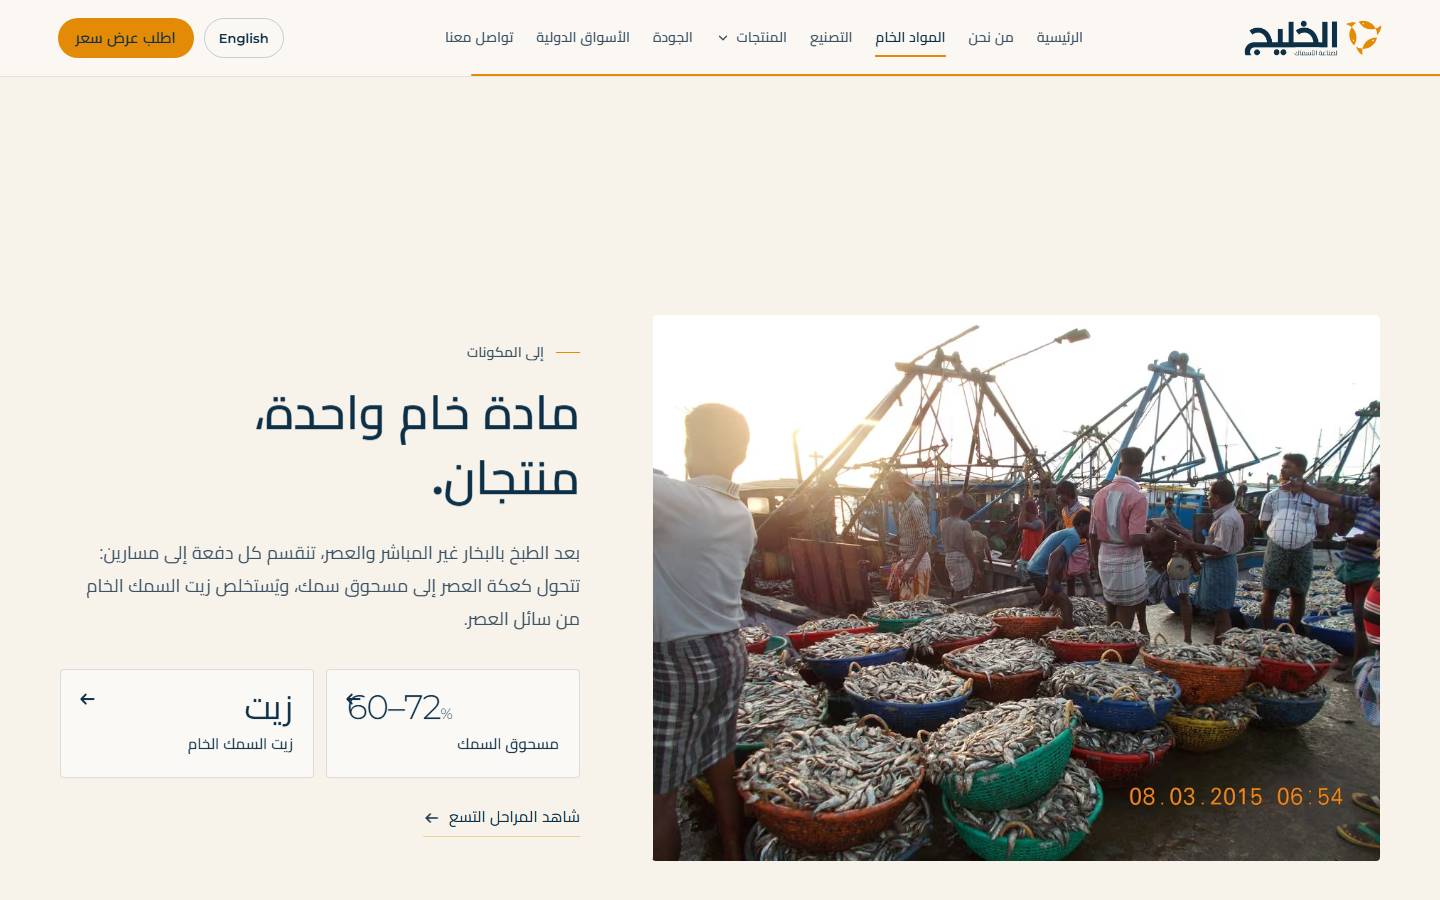 الخليج
لصناعة الأسماك
الرئيسية
من نحن
المواد الخام
التصنيع
المنتجات
الجودة
الأسواق الدولية
تواصل معنا
English
اطلب عرض سعر
08.03.2015 06:54
إلى المكونات
مادة خام واحدة،
منتجان.
بعد الطبخ بالبخار غير المباشر والعصر، تنقسم كل دفعة إلى مسارين:
تتحول كعكة العصر إلى مسحوق سمك، ويُستخلص زيت السمك الخام
من سائل العصر.
60–72%
مسحوق السمك
زيت
زيت السمك الخام
شاهد المراحل التسع